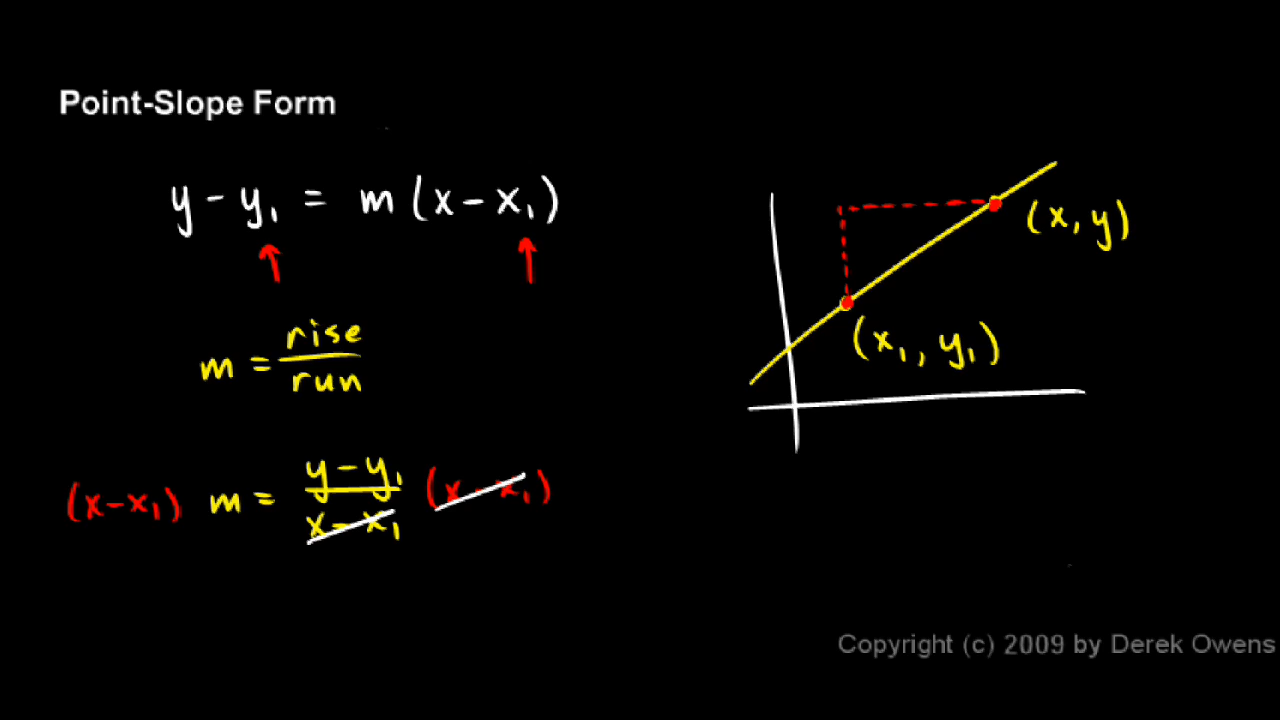 Point-Slope Form
y - y₁ = m (x - x₁)
m = rise/run
(x-x₁) m = y - y₁/x - x₁ (x - x₁)
(x, y)
(x₁, y₁)
Copyright (c) 2009 by Derek Owens